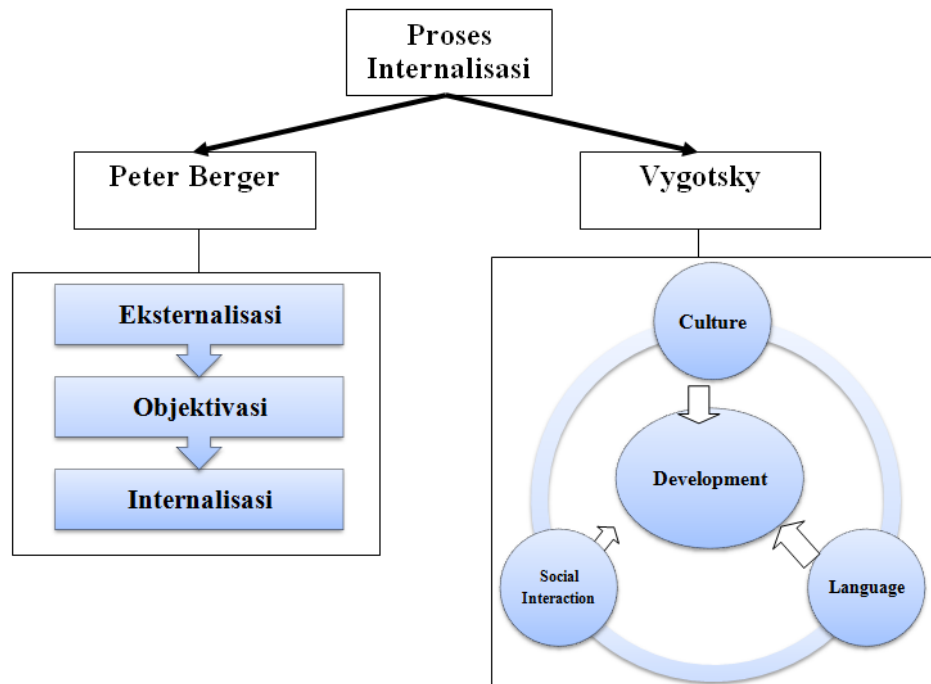 Proses
Internalisasi
Peter Berger
Vygotsky
Eksternalisasi
Objektivasi
Internalisasi
Culture
Development
Social
Interaction
Language